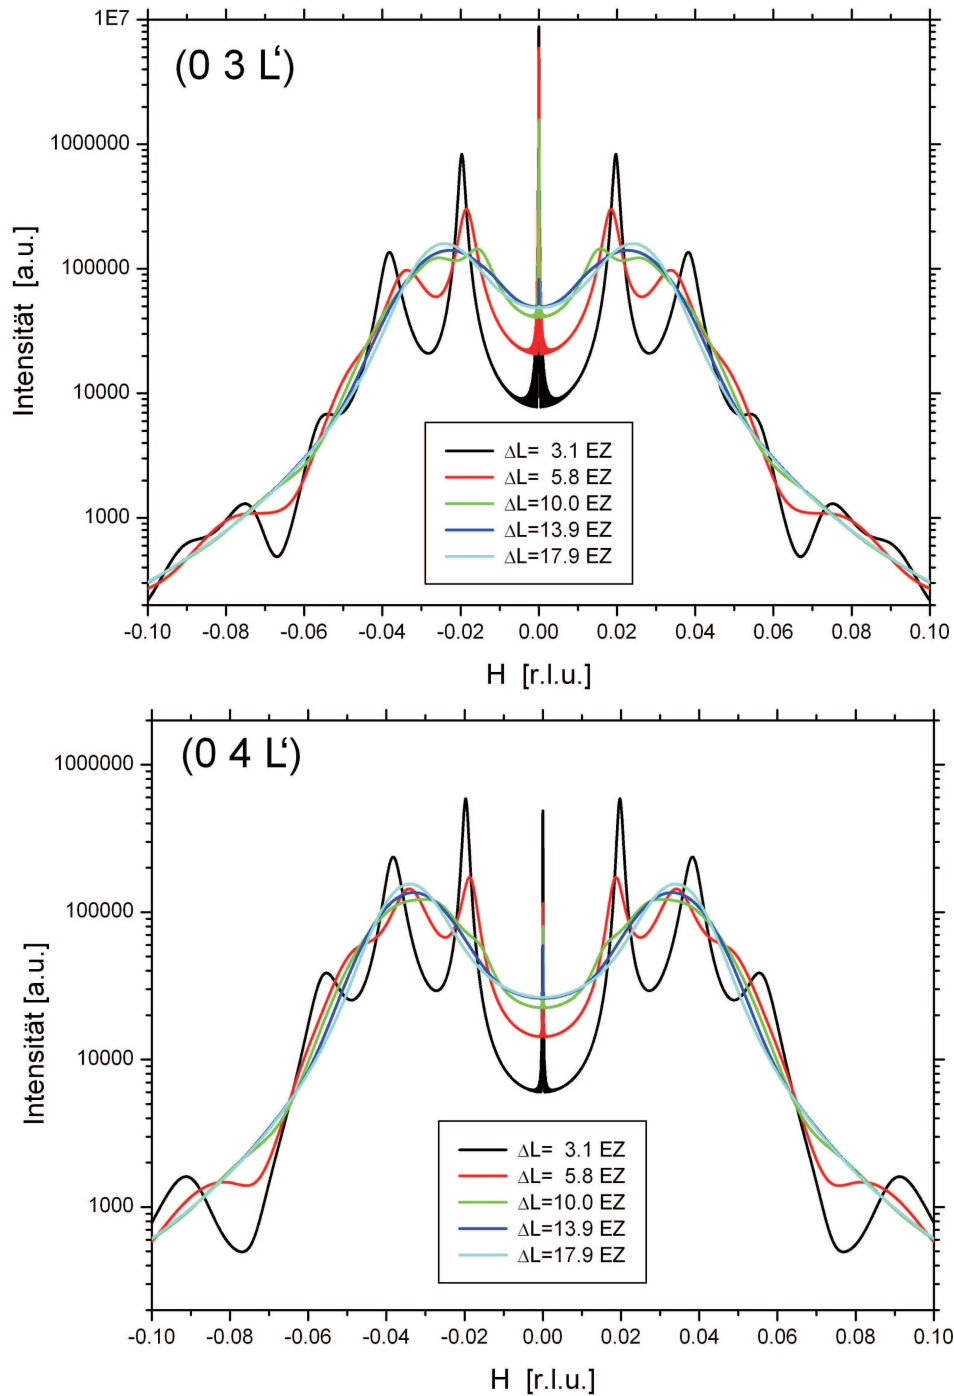 (0 3 L‘)
1E7
1000000
100000
10000
1000
Intensität [a.u.]
ΔL= 3.1 EZ
ΔL= 5.8 EZ
ΔL=10.0 EZ
ΔL=13.9 EZ
ΔL=17.9 EZ
-0.10 -0.08 -0.06 -0.04 -0.02 0.00 0.02 0.04 0.06 0.08 0.10
H [r.l.u.]
(0 4 L‘)
1000000
100000
10000
1000
Intensität [a.u.]
ΔL= 3.1 EZ
ΔL= 5.8 EZ
ΔL=10.0 EZ
ΔL=13.9 EZ
ΔL=17.9 EZ
-0.10 -0.08 -0.06 -0.04 -0.02 0.00 0.02 0.04 0.06 0.08 0.10
H [r.l.u.]